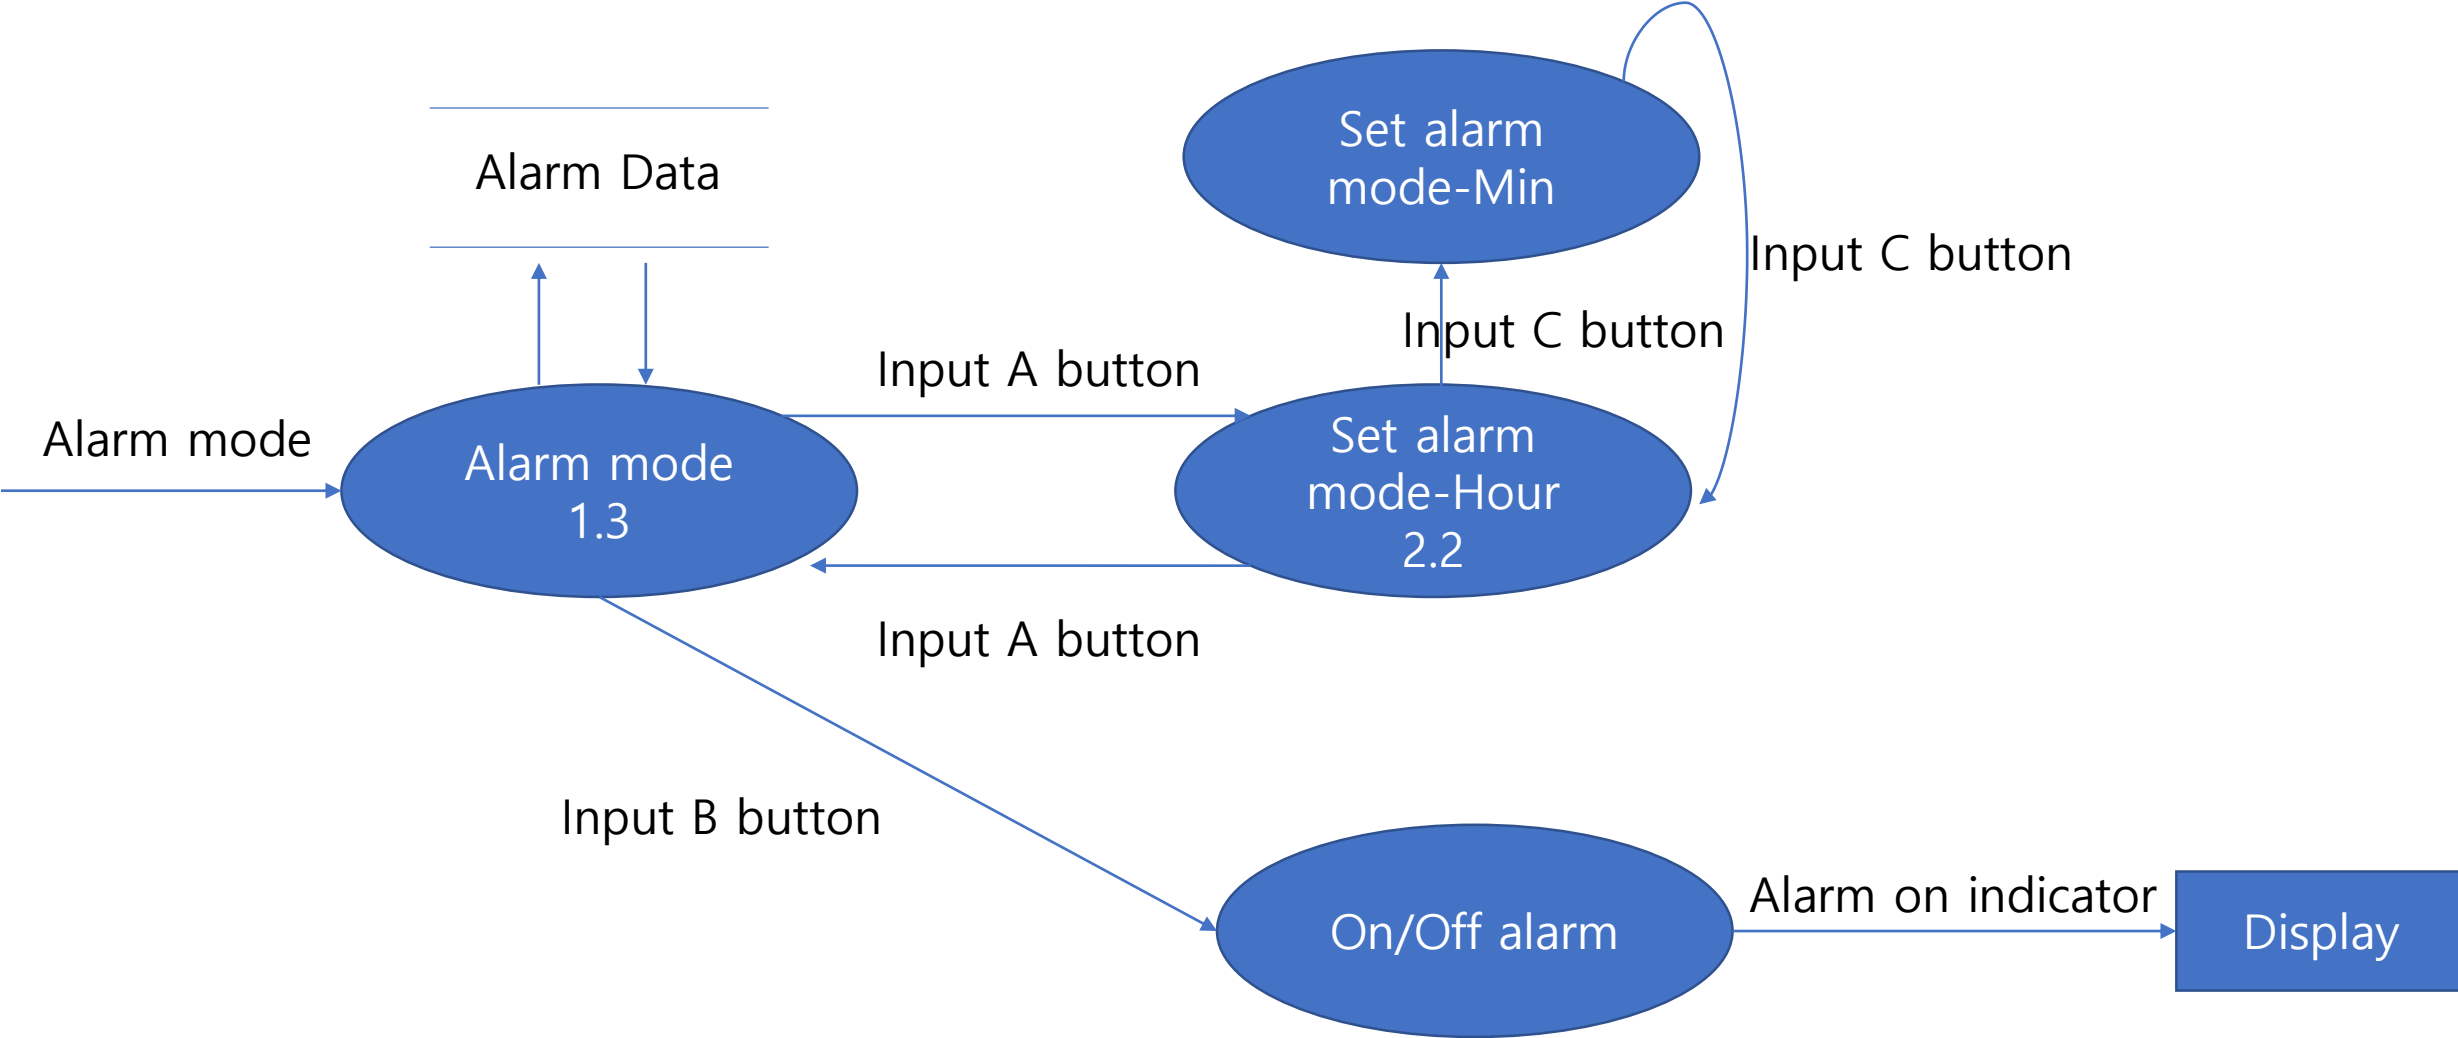 Alarm Data
Set alarm
mode-Min
Input C button
Input C button
Input A button
Alarm mode
Alarm mode
1.3
Set alarm
mode-Hour
2.2
Input A button
Input B button
On/Off alarm
Alarm on indicator
Display